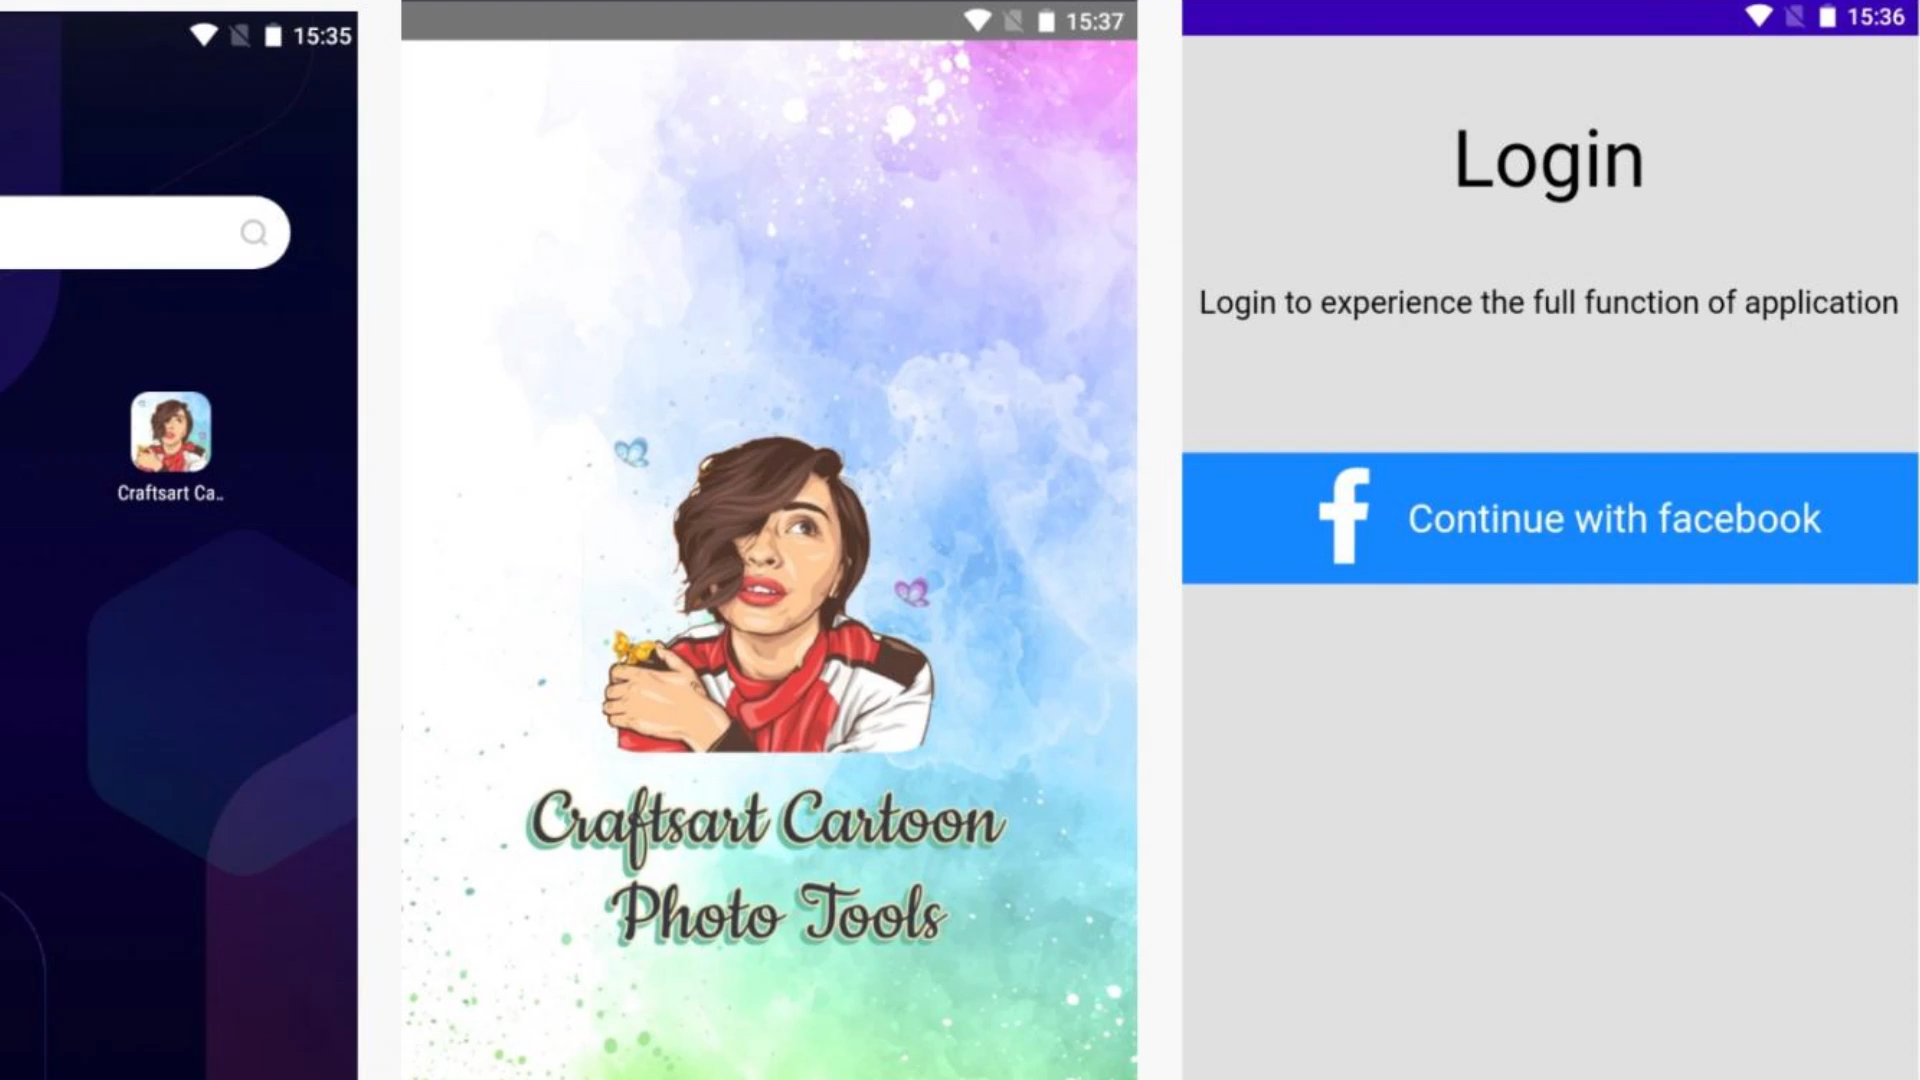 15:35
Craftsart Ca..
15:37
Craftsart Cartoon
Photo Tools
15:36
Login
Login to experience the full function of application
f Continue with facebook